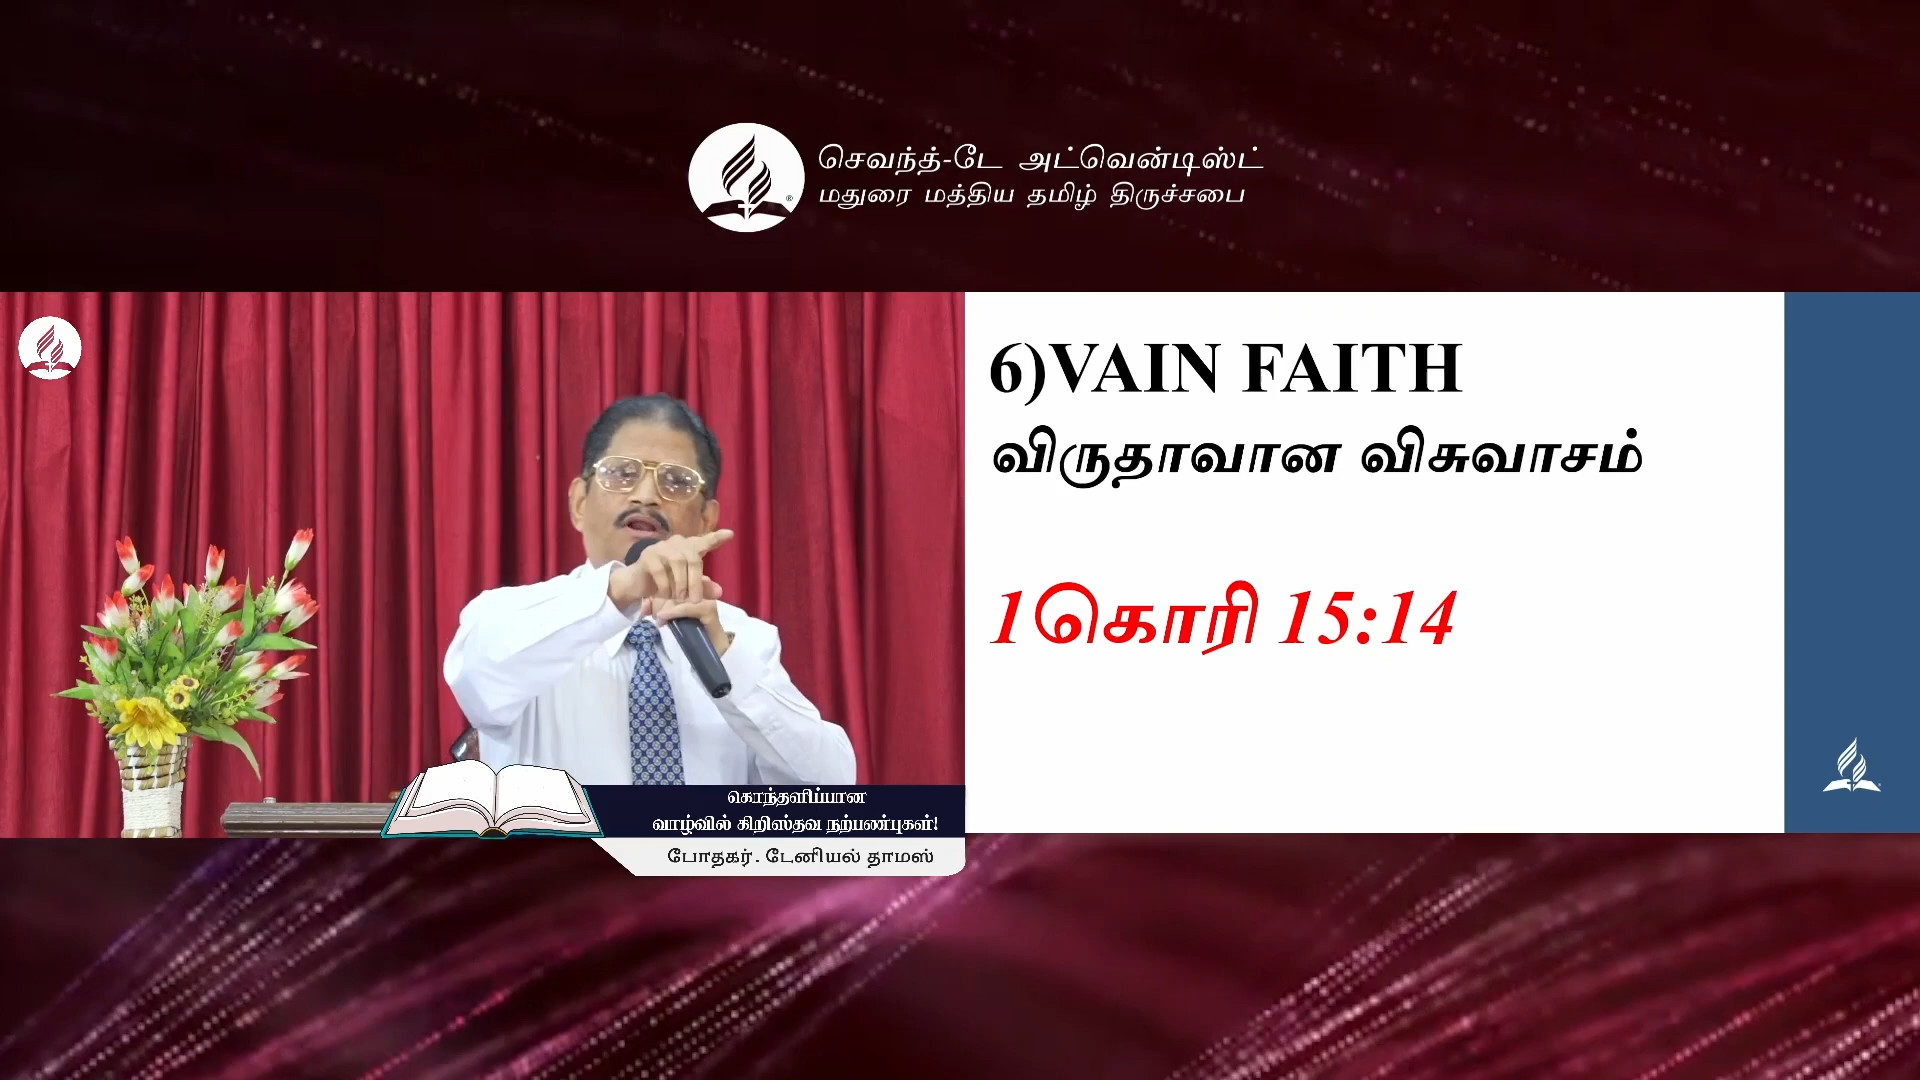 செவந்த்-டே அட்வென்டிஸ்ட்
மதுரை மத்திய தமிழ் திருச்சபை
6)VAIN FAITH
விருதாவான விசுவாசம்
1கொரி 15:14
கொந்தளிப்பான
வாழ்வில் கிறிஸ்தவ நற்பண்புகள்!
போதகர். டேனியல் தாமஸ்